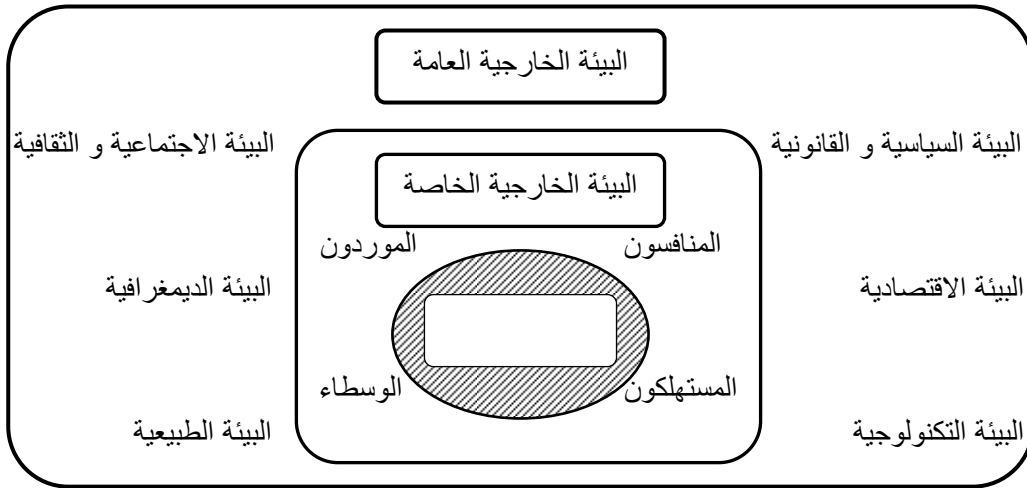 البيئة الخارجية العامة
البيئة السياسية و القانونية
البيئة الاجتماعية و الثقافية
البيئة الخارجية الخاصة
المنافسون
الموردون
البيئة الاقتصادية
البيئة الديمغرافية
المستهلكون
الوسطاء
البيئة التكنولوجية
البيئة الطبيعية